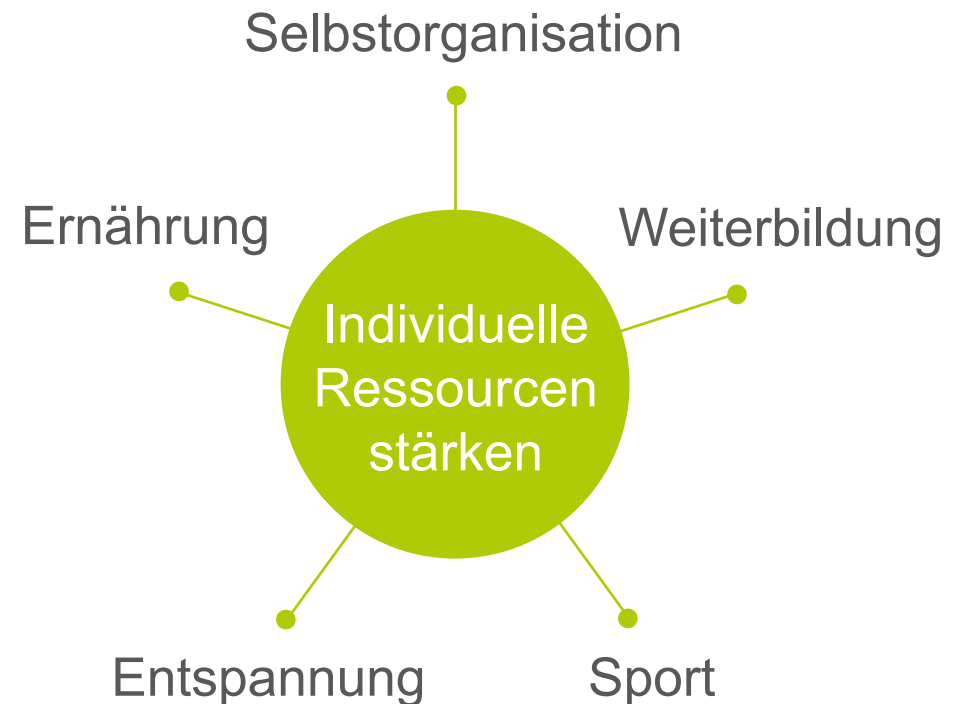 Selbstorganisation
Ernährung
Weiterbildung
Individuelle
Ressourcen
stärken
Entspannung
Sport